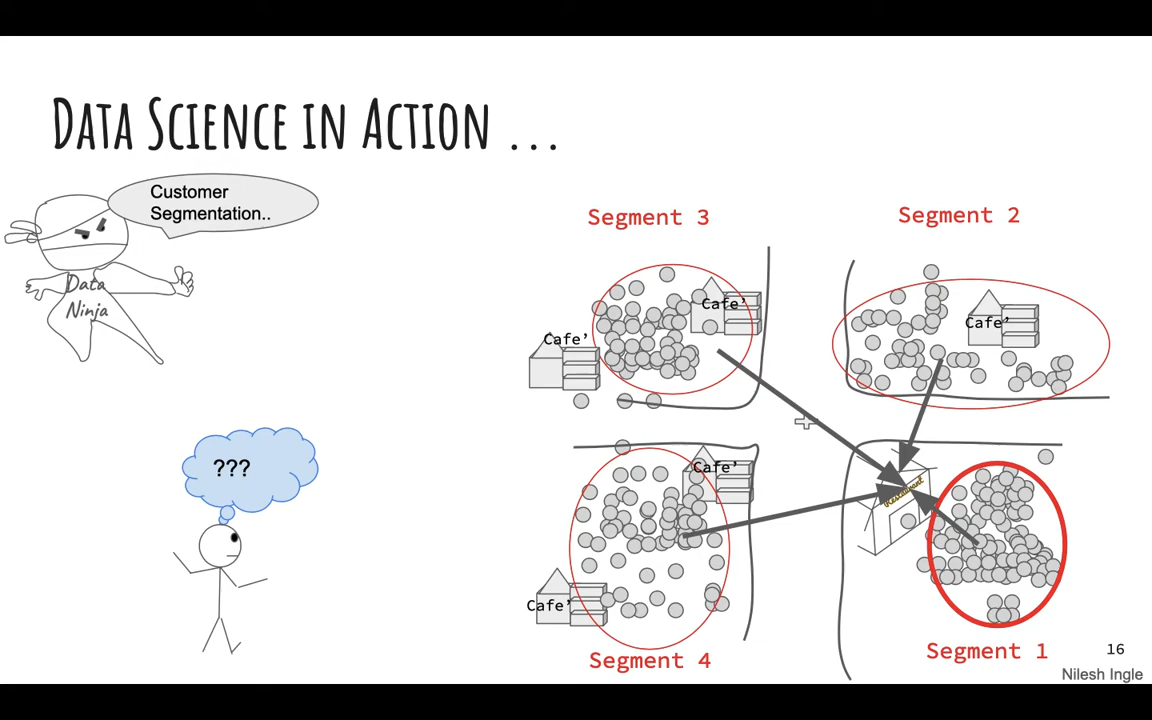 Data Science in Action ...
Customer
Segmentation..
Data
Ninja
???
Segment 3
Segment 2
Cafe’
Cafe’
Cafe’
Cafe’
Restaurant
Cafe’
Segment 4
Segment 1
16
Nilesh Ingle